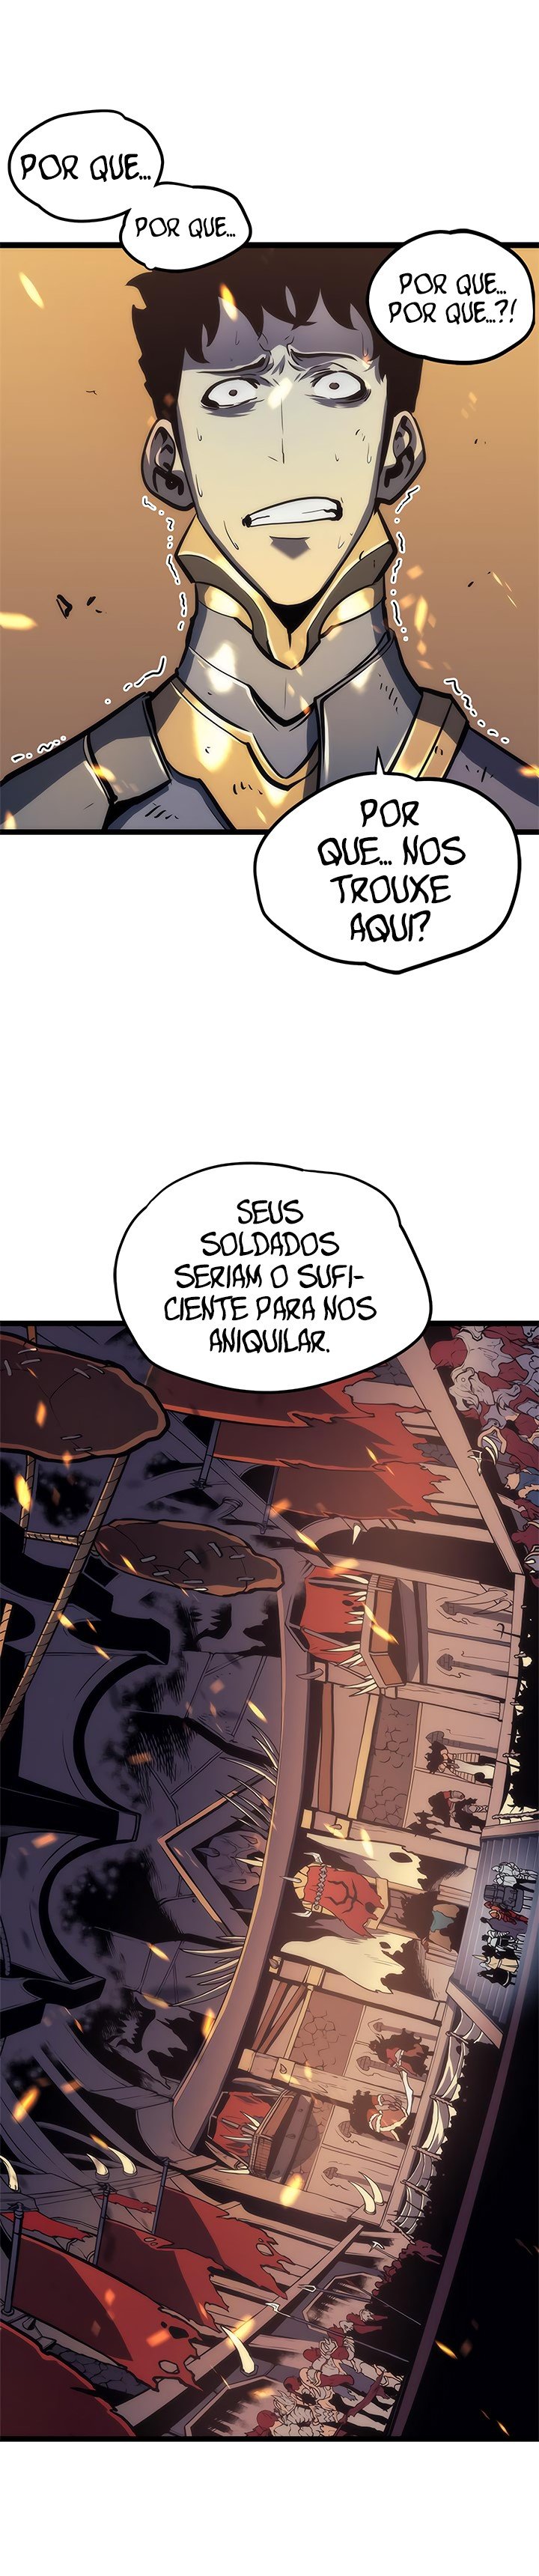 POR QUE...
POR QUE...
POR QUE...
POR QUE...?!
POR
QUE... NOS
TROUXE
AQUI?
SEUS
SOLDADOS
SERIAM O SUFI-
CIENTE PARA NOS
ANIQUILAR.